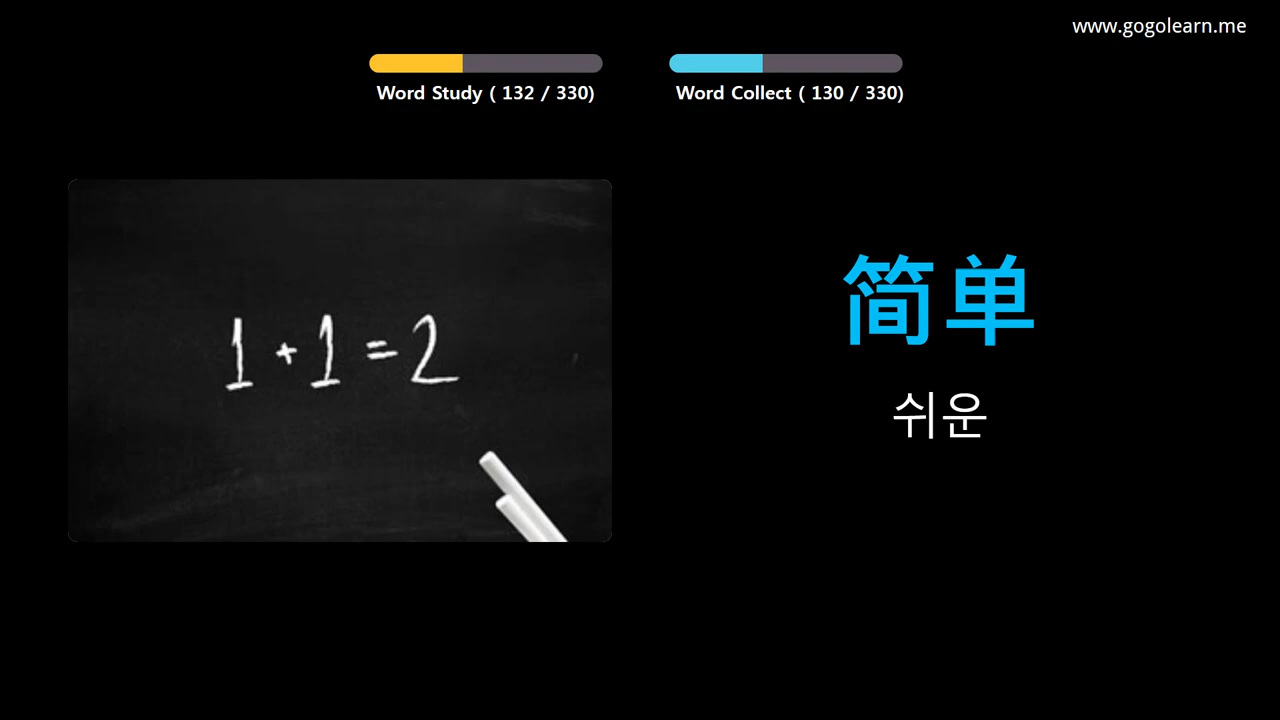 www.gogolearn.me
Word Study ( 132 / 330)
Word Collect ( 130 / 330)
1 + 1 = 2
简单
쉬운